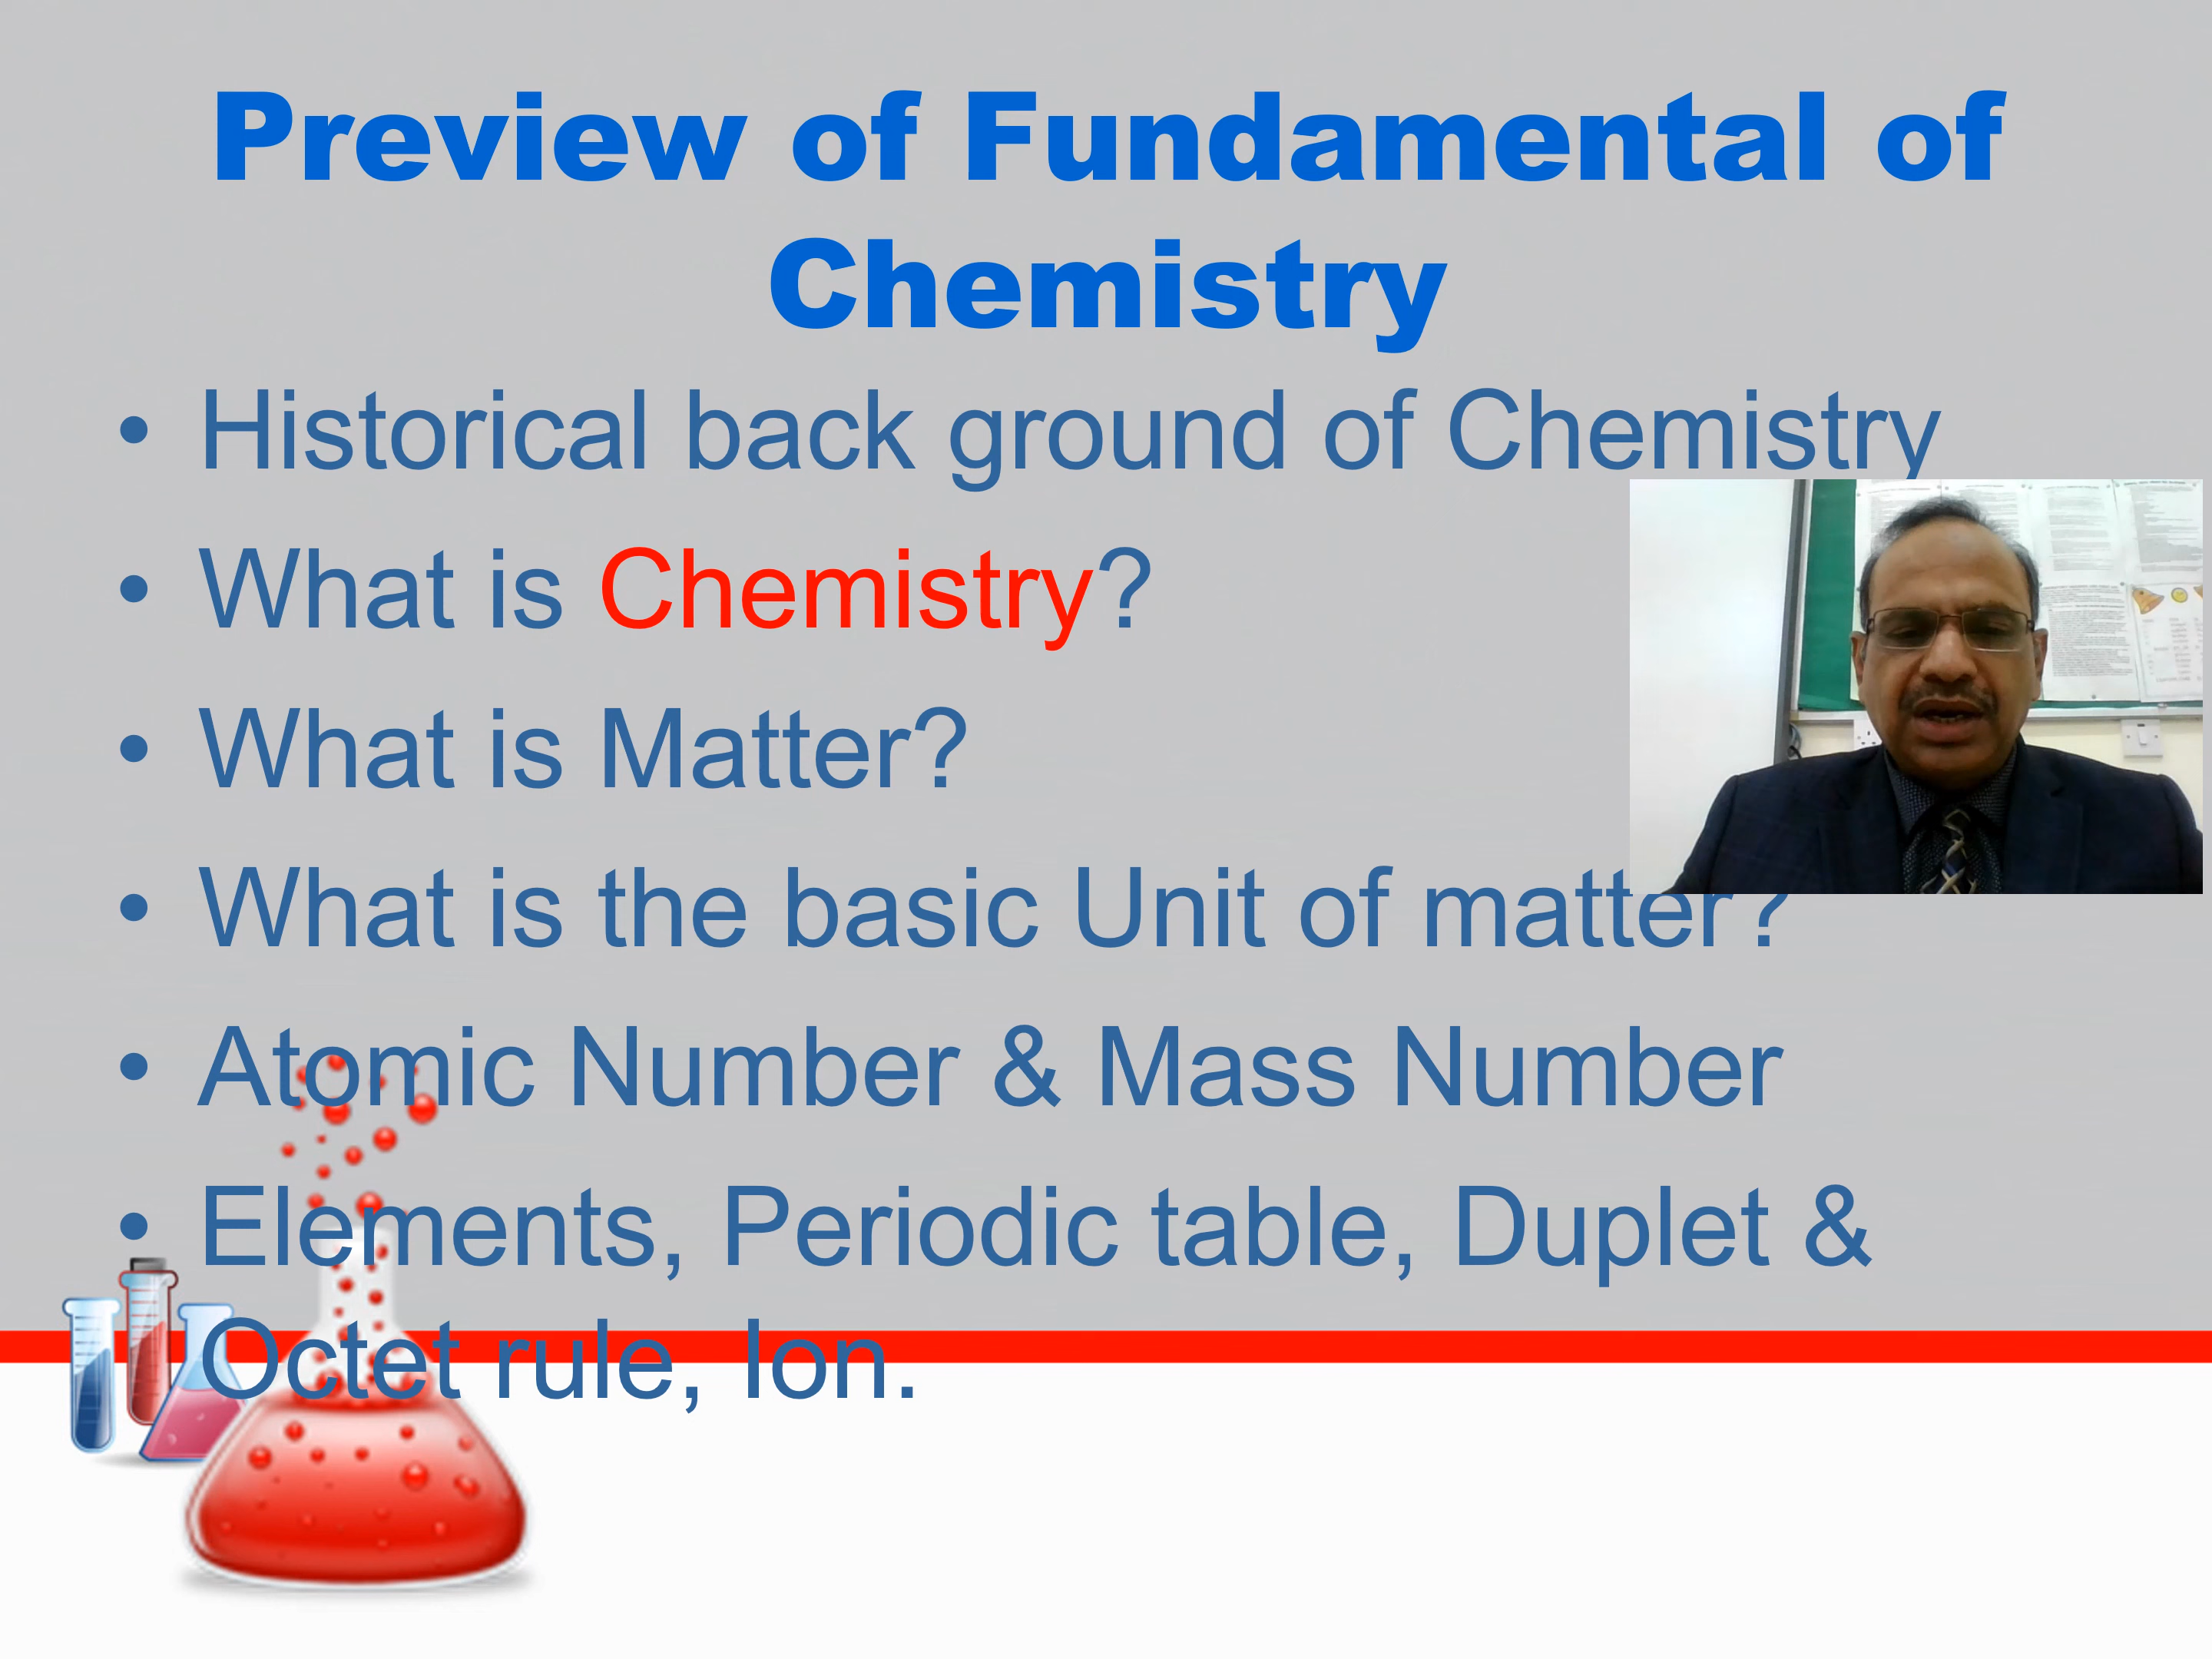 Preview of Fundamental of
Chemistry
• Historical back ground of Chemistry
• What is Chemistry?
• What is Matter?
• What is the basic Unit of matter?
• Atomic Number & Mass Number
• Elements, Periodic table, Duplet &
Octet rule, Ion.